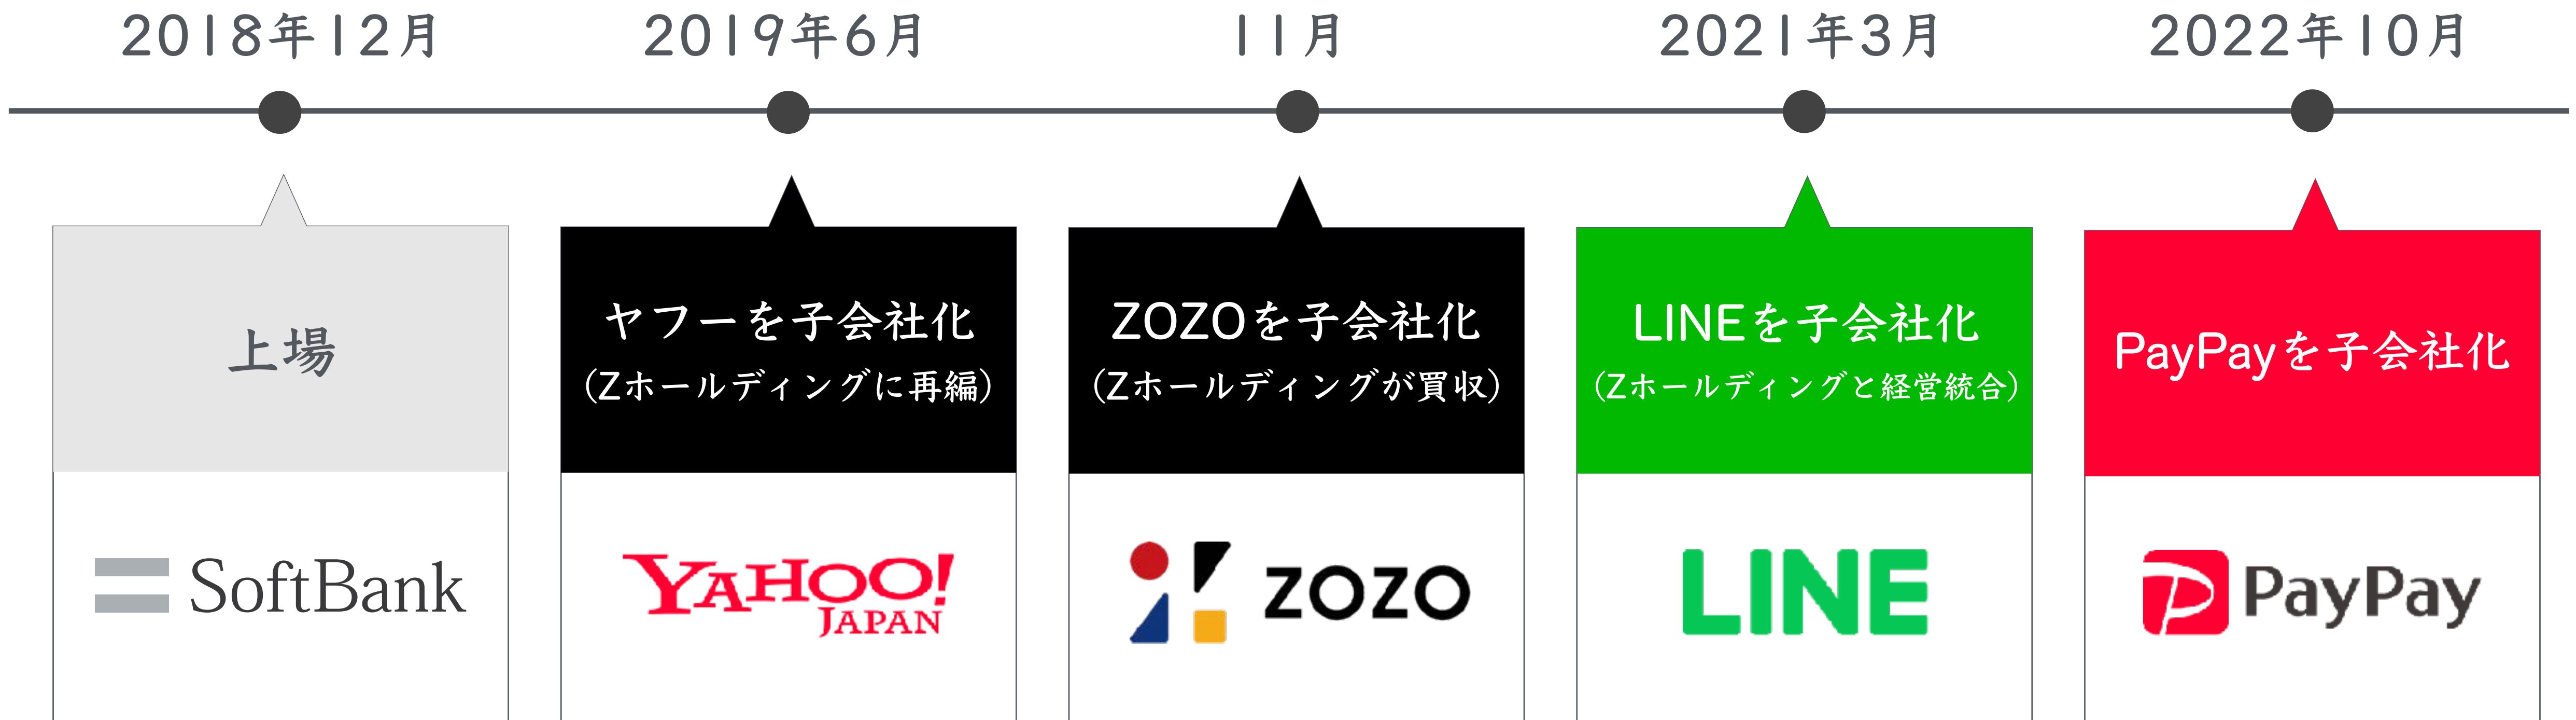 2018年12月
2019年6月
11月
2021年3月
2022年10月
上場
ヤフーを子会社化
(Zホールディングに再編)
ZOZOを子会社化
(Zホールディングが買収)
LINEを子会社化
(Zホールディングと経営統合)
PayPayを子会社化
SoftBank
YAHOO!
JAPAN
ZOZO
LINE
PayPay